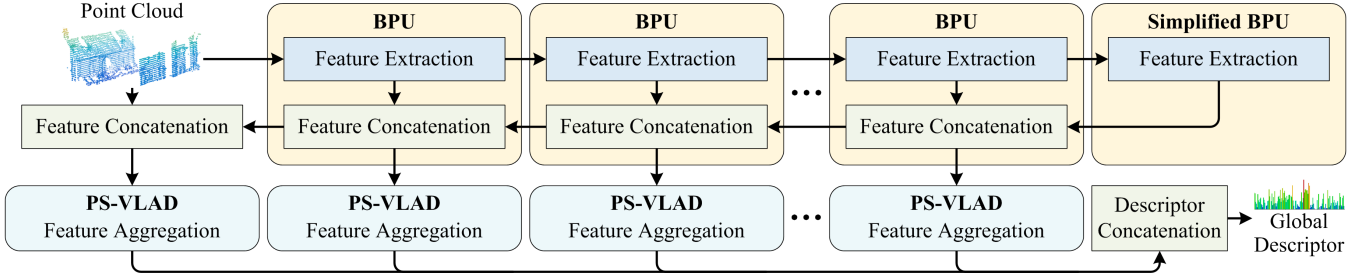 Point Cloud
BPU
BPU
BPU
Simplified BPU
Feature Extraction
Feature Extraction
Feature Extraction
Feature Extraction
...
Feature Concatenation
Feature Concatenation
Feature Concatenation
Feature Concatenation
PS-VLAD
Feature Aggregation
PS-VLAD
Feature Aggregation
PS-VLAD
Feature Aggregation
...
PS-VLAD
Feature Aggregation
Descriptor
Concatenation
Global
Descriptor